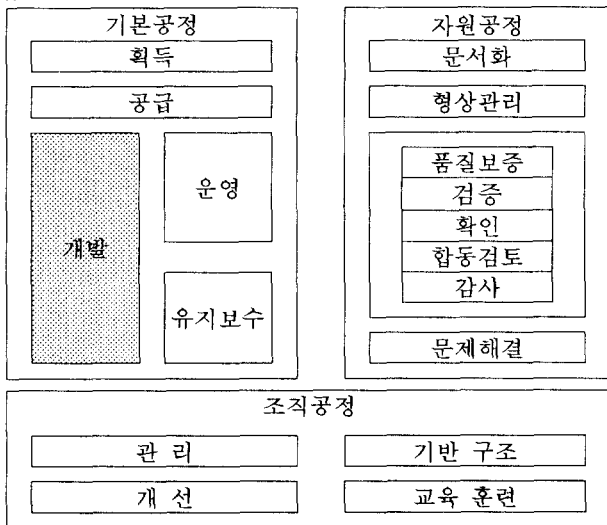 기본공정
획득
공급
개발
운영
유지보수
자원공정
문서화
형상관리
품질보증
검증
확인
합동검토
감사
문제해결
조직공정
관 리
기반 구조
개 선
교육 훈련